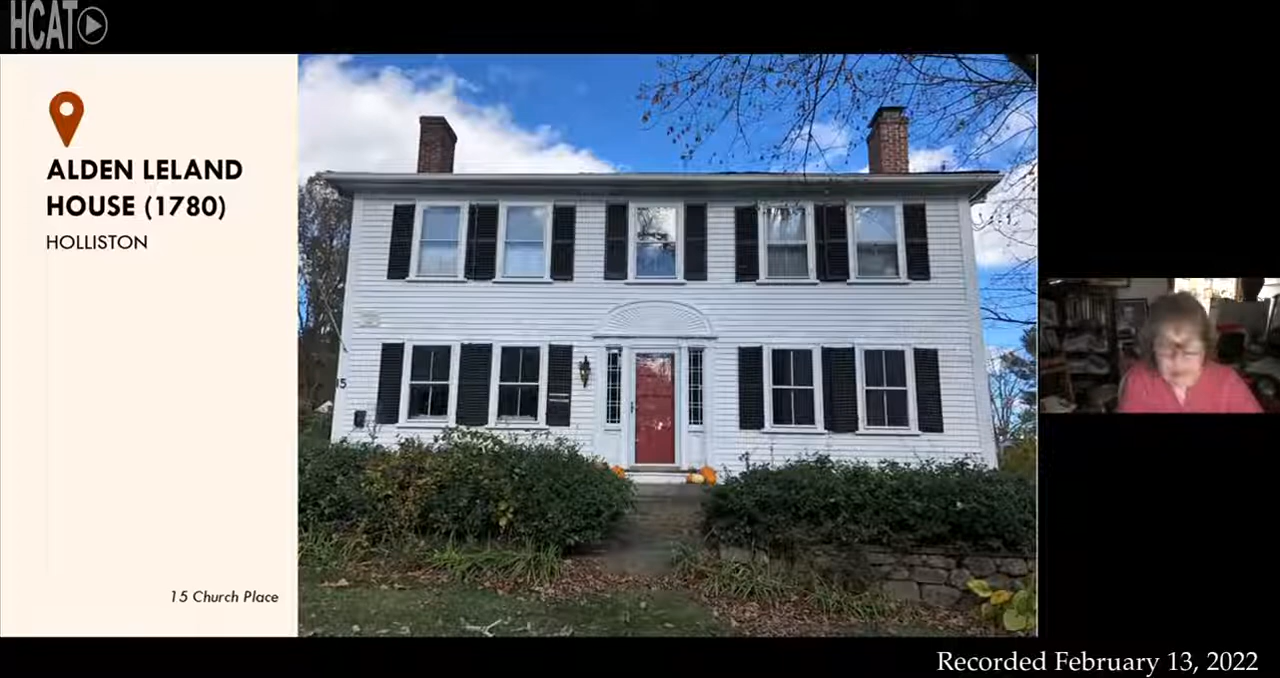 HCAT
ALDEN LELAND
HOUSE (1780)
HOLLISTON
15
15 Church Place
Recorded February 13, 2022